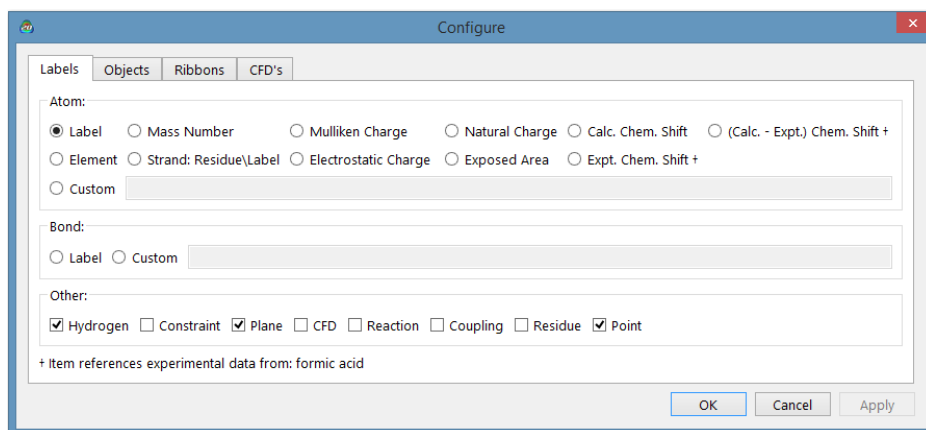 Configure
Labels Objects Ribbons CFD's
Atom:
Label Mass Number Mulliken Charge Natural Charge Calc. Chem. Shift (Calc. - Expt.) Chem. Shift †
Element Strand: Residue\Label Electrostatic Charge Exposed Area Expt. Chem. Shift †
Custom
Bond:
Label Custom
Other:
Hydrogen Constraint Plane CFD Reaction Coupling Residue Point
† Item references experimental data from: formic acid
OK Cancel Apply